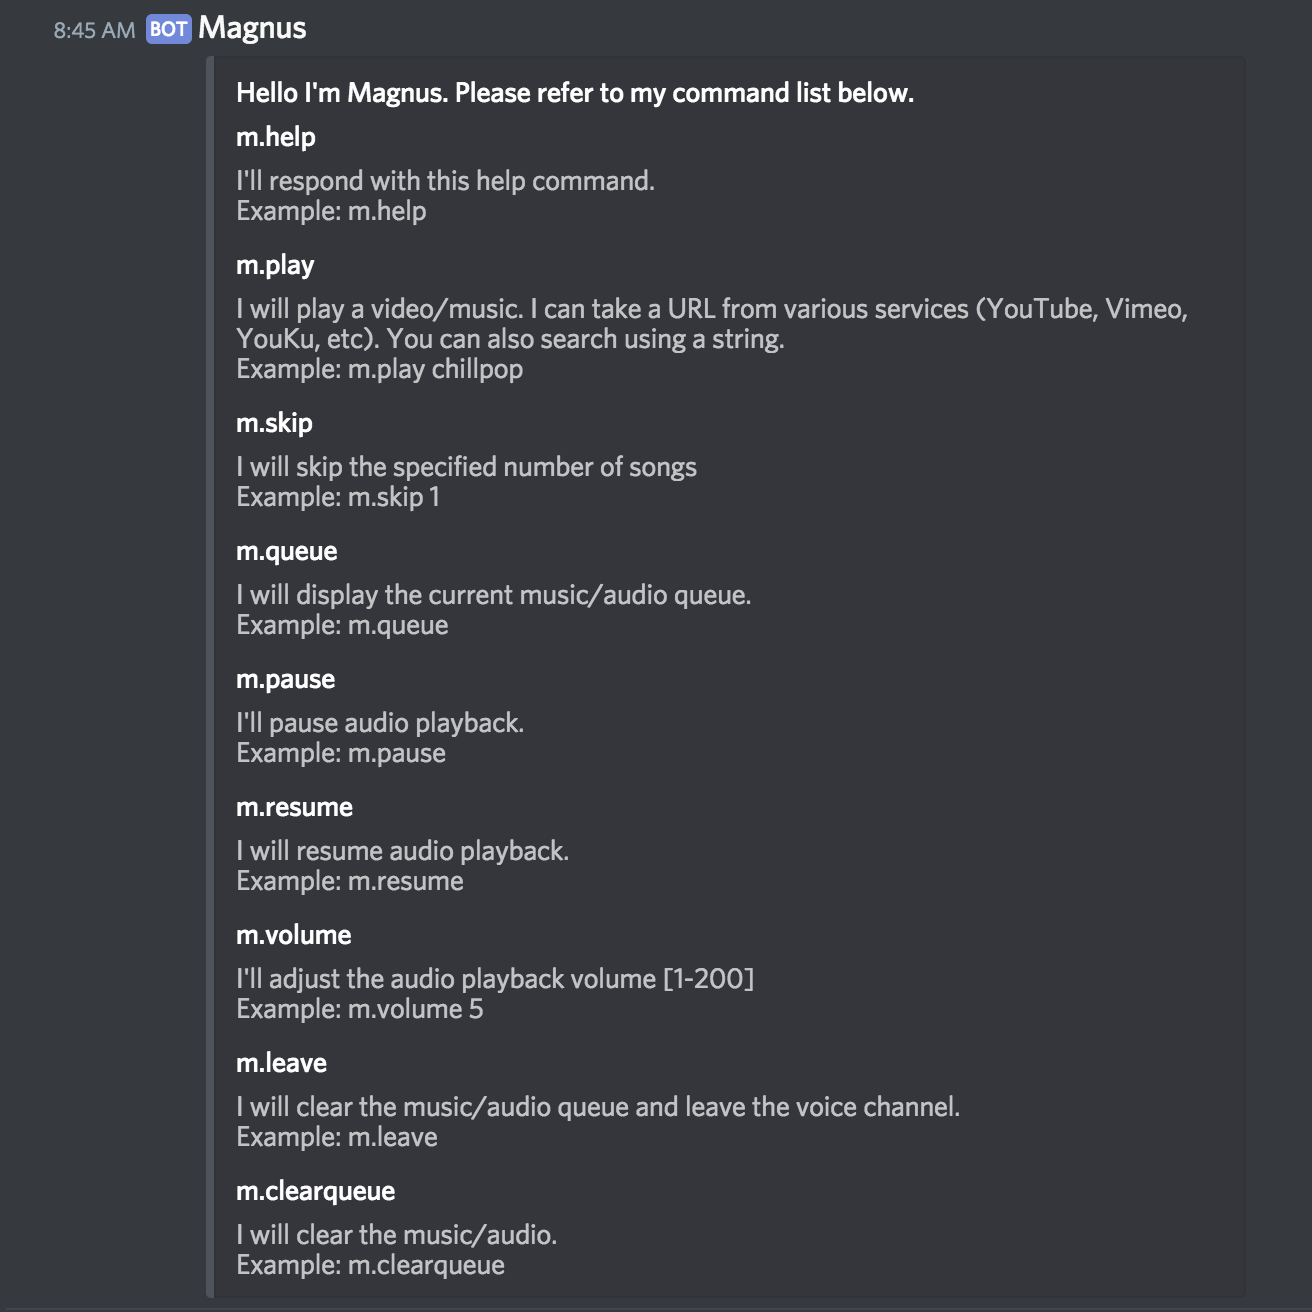 8:45 AM BOT Magnus
Hello I'm Magnus. Please refer to my command list below.
m.help
I'll respond with this help command.
Example: m.help
m.play
I will play a video/music. I can take a URL from various services (YouTube, Vimeo,
YouKu, etc). You can also search using a string.
Example: m.play chillpop
m.skip
I will skip the specified number of songs
Example: m.skip 1
m.queue
I will display the current music/audio queue.
Example: m.queue
m.pause
I'll pause audio playback.
Example: m.pause
m.resume
I will resume audio playback.
Example: m.resume
m.volume
I'll adjust the audio playback volume [1-200]
Example: m.volume 5
m.leave
I will clear the music/audio queue and leave the voice channel.
Example: m.leave
m.clearqueue
I will clear the music/audio.
Example: m.clearqueue